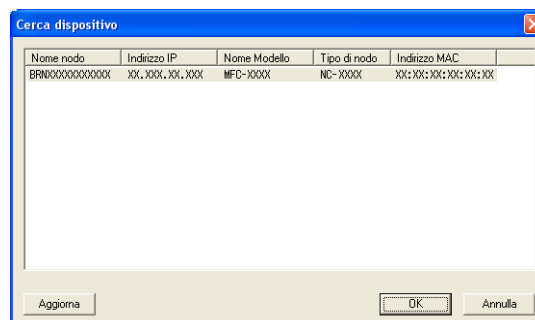 Cerca dispositivo
Nome nodo Indirizzo IP Nome Modello Tipo di nodo Indirizzo MAC
BRNXXXXXXXXXXX XX.XXX.XX.XXX MFC-XXXX NC-XXXX XX:XX:XX:XX:XX:XX
Aggiorna OK Annulla